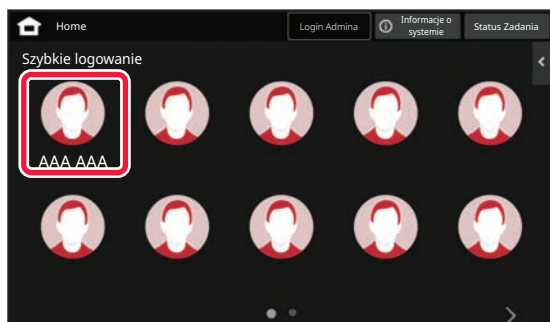 Home
Login Admina
Informacje o
systemie
Status Zadania
Szybkie logowanie
AAA AAA